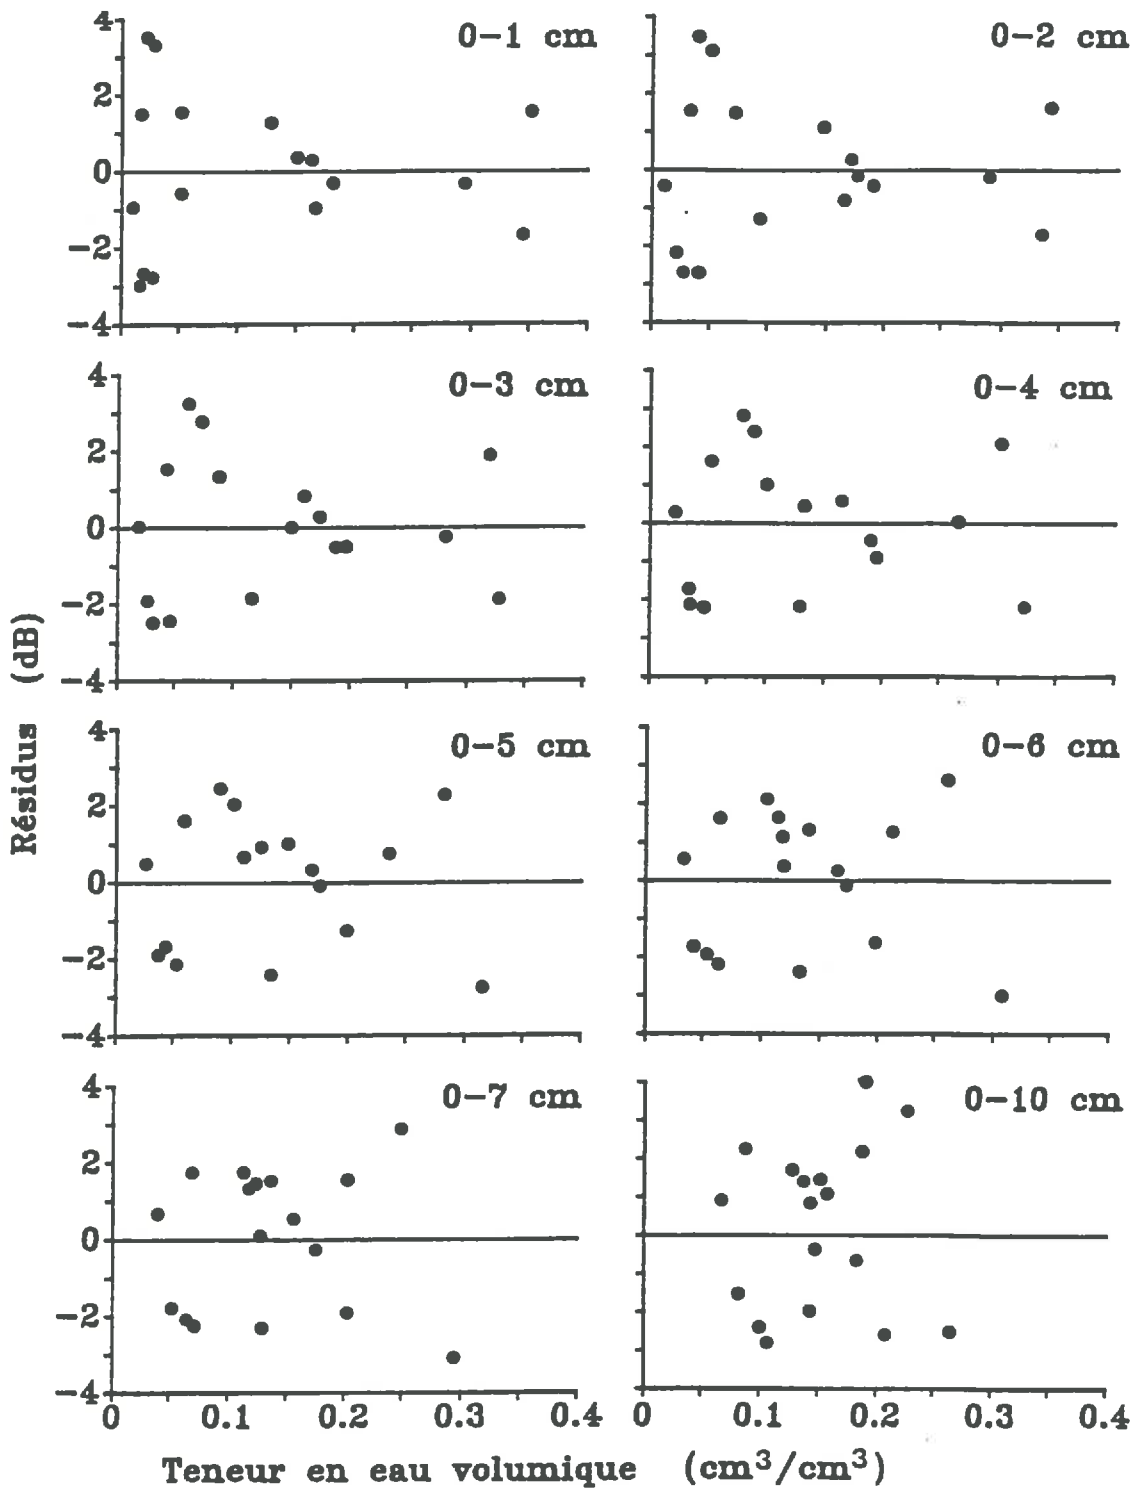 4
0-1 cm
0-2 cm
2
0
-2
-4
4
0-3 cm
0-4 cm
2
0
-2
-4
Résidus (dB)
4
0-5 cm
0-6 cm
2
0
-2
-4
4
0-7 cm
0-10 cm
2
0
-2
-4
0 0.1 0.2 0.3 0.4 0 0.1 0.2 0.3 0.4
Teneur en eau volumique (cm³/cm³)